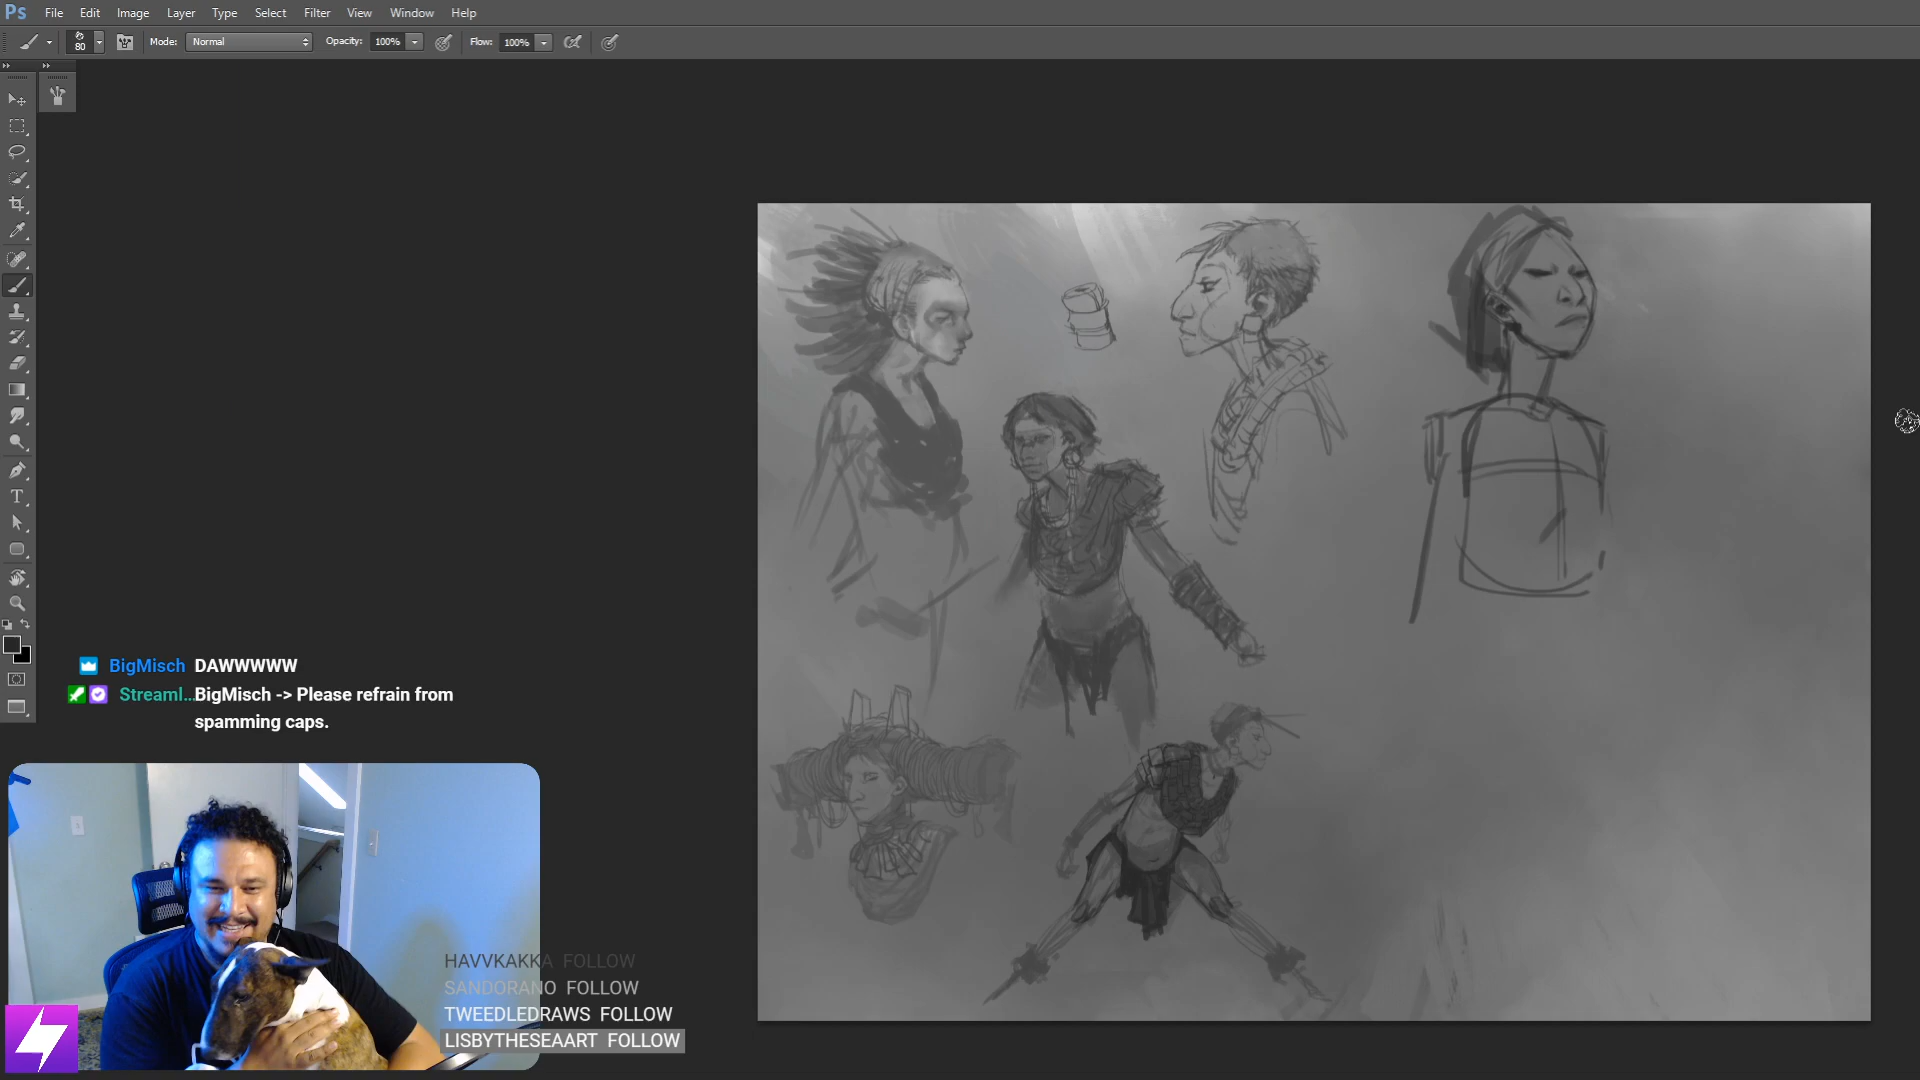 Ps File Edit Image Layer Type Select Filter View Window Help
80 Mode: Normal Opacity: 100% Flow: 100%
T
BigMisch DAWWWWW
Streaml... BigMisch -> Please refrain from
spamming caps.
HAVVKAKKA FOLLOW
SANDORANO FOLLOW
TWEEDLEDRAWS FOLLOW
LISBYTHESEAART FOLLOW